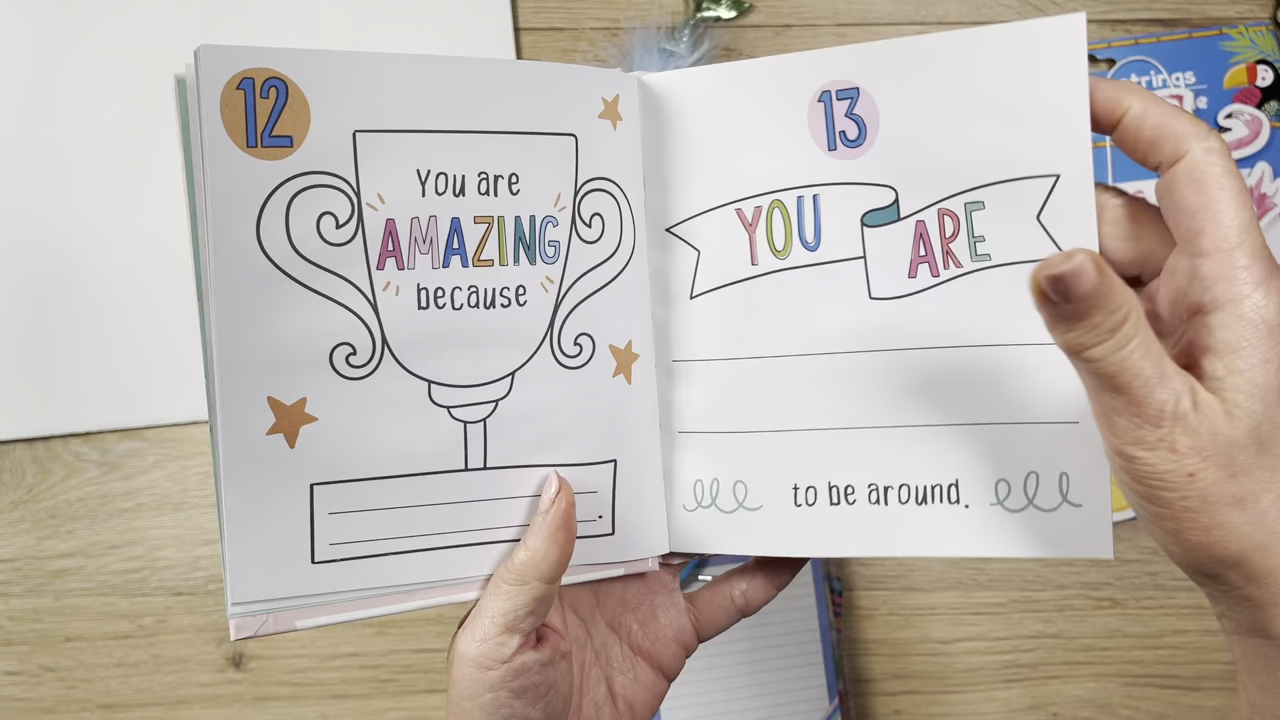 12
You are
AMAZING
because
13
YOU ARE
to be around.